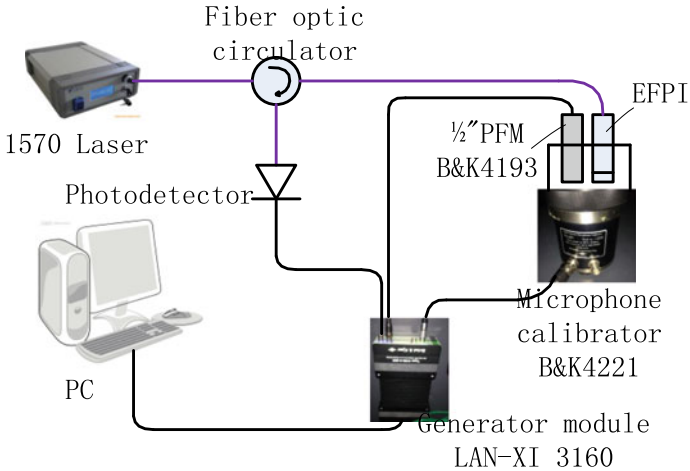 Fiber optic
circulator
EFPI
½″PFM
B&K4193
1570 Laser
Photodetector
Microphone
calibrator
B&K4221
PC
Generator module
LAN-XI 3160